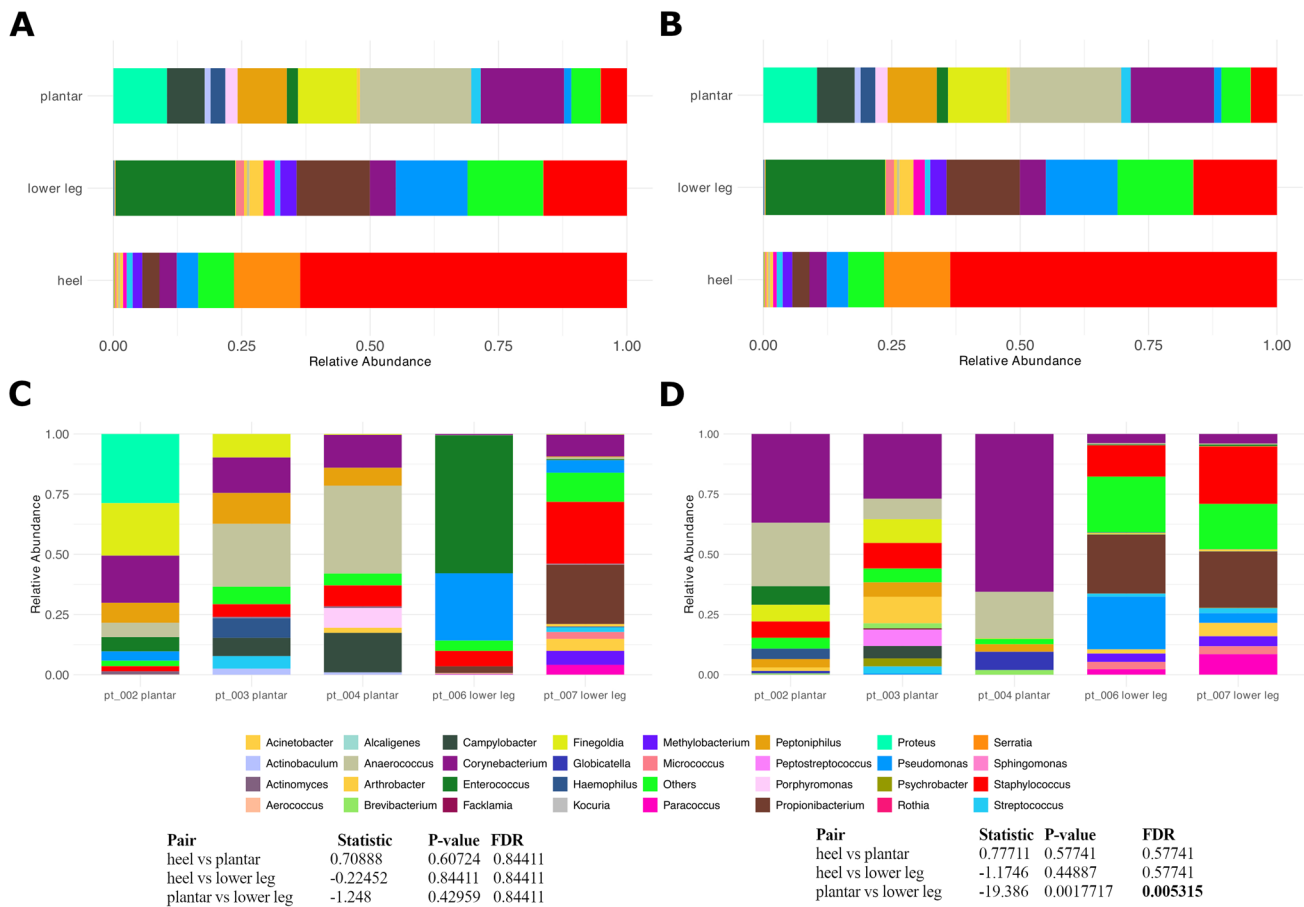 A
B
plantar
lower leg
heel
0.00 0.25 0.50 0.75 1.00
Relative Abundance
plantar
lower leg
heel
0.00 0.25 0.50 0.75 1.00
Relative Abundance
C
D
Relative Abundance
1.00
0.75
0.50
0.25
0.00
pt_002 plantar pt_003 plantar pt_004 plantar pt_006 lower leg pt_007 lower leg
Relative Abundance
1.00
0.75
0.50
0.25
0.00
pt_002 plantar pt_003 plantar pt_004 plantar pt_006 lower leg pt_007 lower leg
Acinetobacter Alcaligenes Campylobacter Finegoldia Methylobacterium Peptoniphilus Proteus Serratia
Actinobaculum Anaerococcus Corynebacterium Globicatella Micrococcus Peptostreptococcus Pseudomonas Sphingomonas
Actinomyces Arthrobacter Enterococcus Haemophilus Others Porphyromonas Psychrobacter Staphylococcus
Aerococcus Brevibacterium Facklamia Kocuria Paracoccus Propionibacterium Rothia Streptococcus
Pair Statistic P-value FDR
heel vs plantar 0.70888 0.60724 0.84411
heel vs lower leg -0.22452 0.84411 0.84411
plantar vs lower leg -1.248 0.42959 0.84411
Pair Statistic P-value FDR
heel vs plantar 0.77711 0.57741 0.57741
heel vs lower leg -1.1746 0.44887 0.57741
plantar vs lower leg -19.386 0.0017717 0.005315